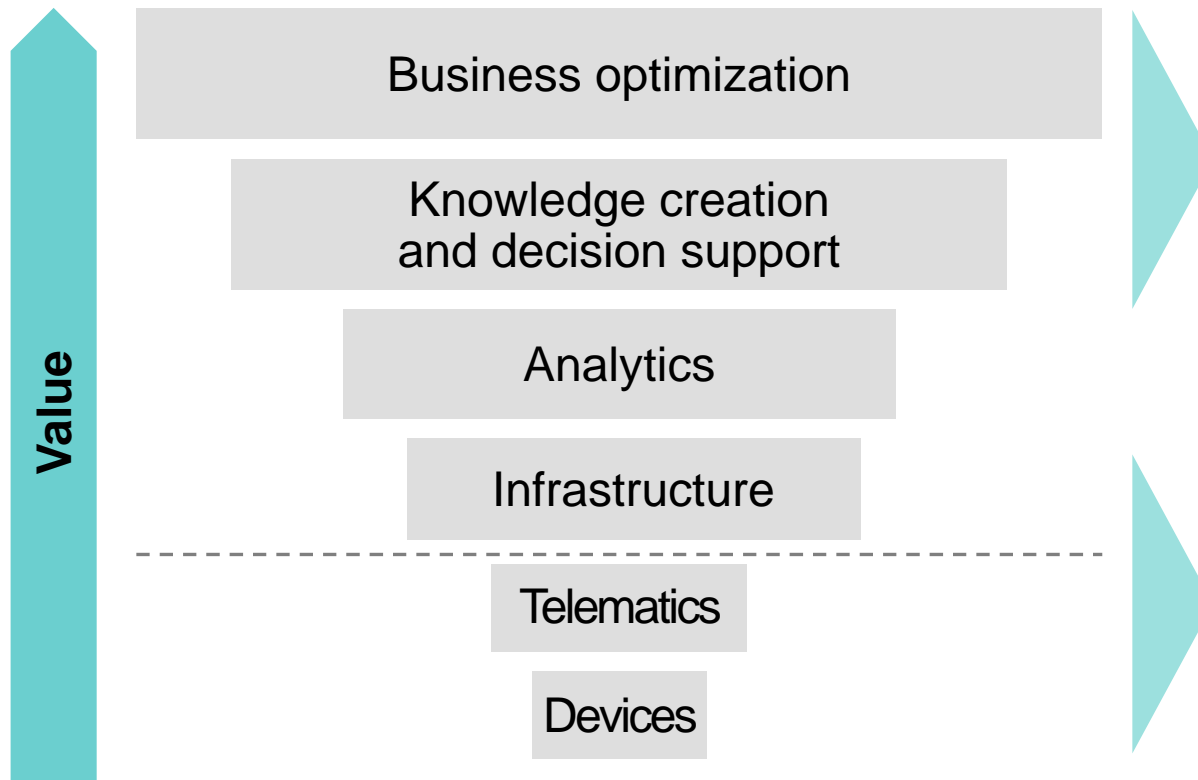 Business optimization
Knowledge creation
and decision support
Analytics
Value
Infrastructure
Telematics
Devices